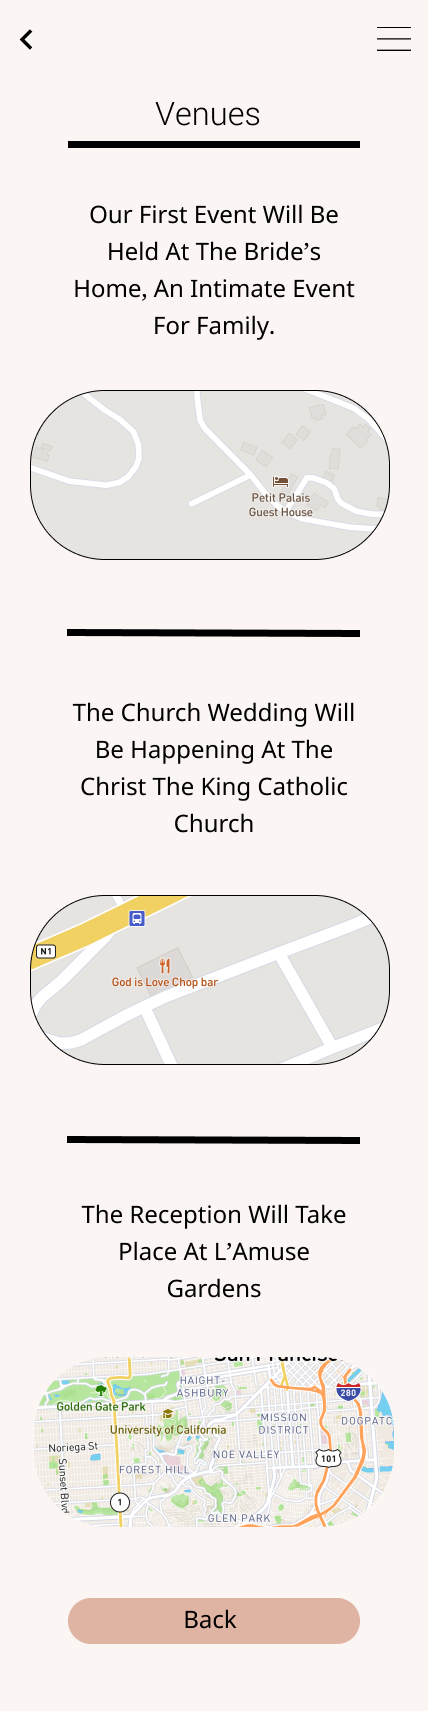 Venues
Our First Event Will Be
Held At The Bride’s
Home, An Intimate Event
For Family.
Petit Palais
Guest House
The Church Wedding Will
Be Happening At The
Christ The King Catholic
Church
N1
God is Love Chop bar
The Reception Will Take
Place At L’Amuse
Gardens
San Francisco
HAIGHT-
ASHBURY
280
Golden Gate Park
University of California
MISSION
DISTRICT
DOGPATC
Noriega St
NOE VALLEY
101
FOREST HILL
Sunset Blvd
1
GLEN PARK
Back